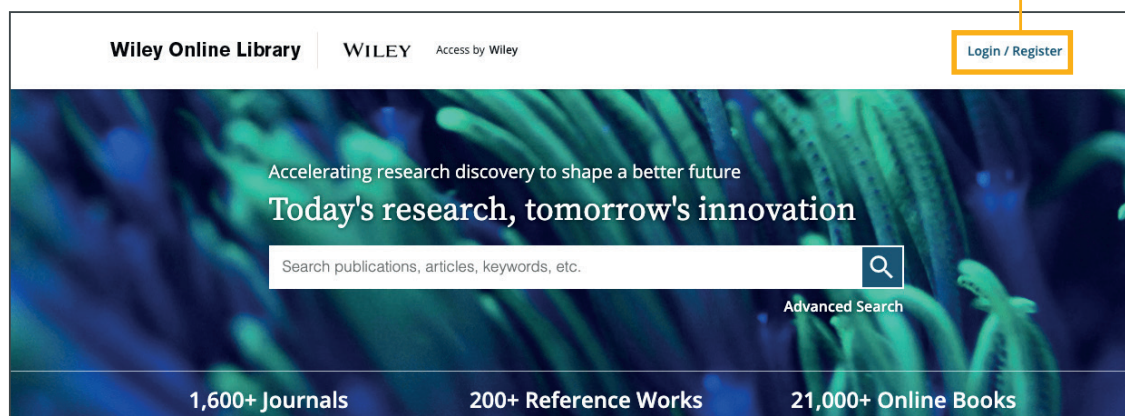 Wiley Online Library WILEY Access by Wiley Login / Register
Accelerating research discovery to shape a better future
Today's research, tomorrow's innovation
Search publications, articles, keywords, etc.
Advanced Search
1,600+ Journals 200+ Reference Works 21,000+ Online Books